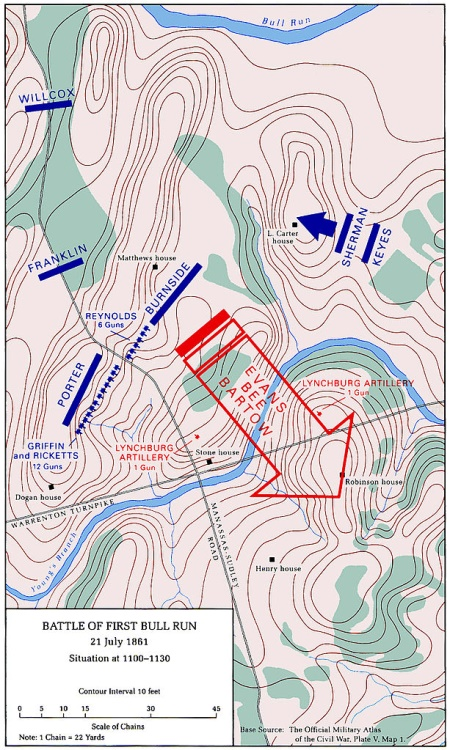 Bull Run
WILLCOX
L. Carter
house
SHERMAN
KEYES
FRANKLIN
Matthews house
BURNSIDE
REYNOLDS
6 Guns
PORTER
EVANS
BEE
BARTOW
LYNCHBURG ARTILLERY
1 Gun
GRIFFIN
and RICKETTS
12 Guns
LYNCHBURG
ARTILLERY
1 Gun
Stone house
Robinson house
Dogan house
WARRENTON TURNPIKE
MANASSAS-SUDLEY
ROAD
Young's Branch
Henry house
BATTLE OF FIRST BULL RUN
21 July 1861
Situation at 1100–1130
Contour Interval 10 feet
0 5 10 15 30 45
Scale of Chains
Note: 1 Chain = 22 Yards
Base Source: The Official Military Atlas
of the Civil War, Plate V, Map 1.